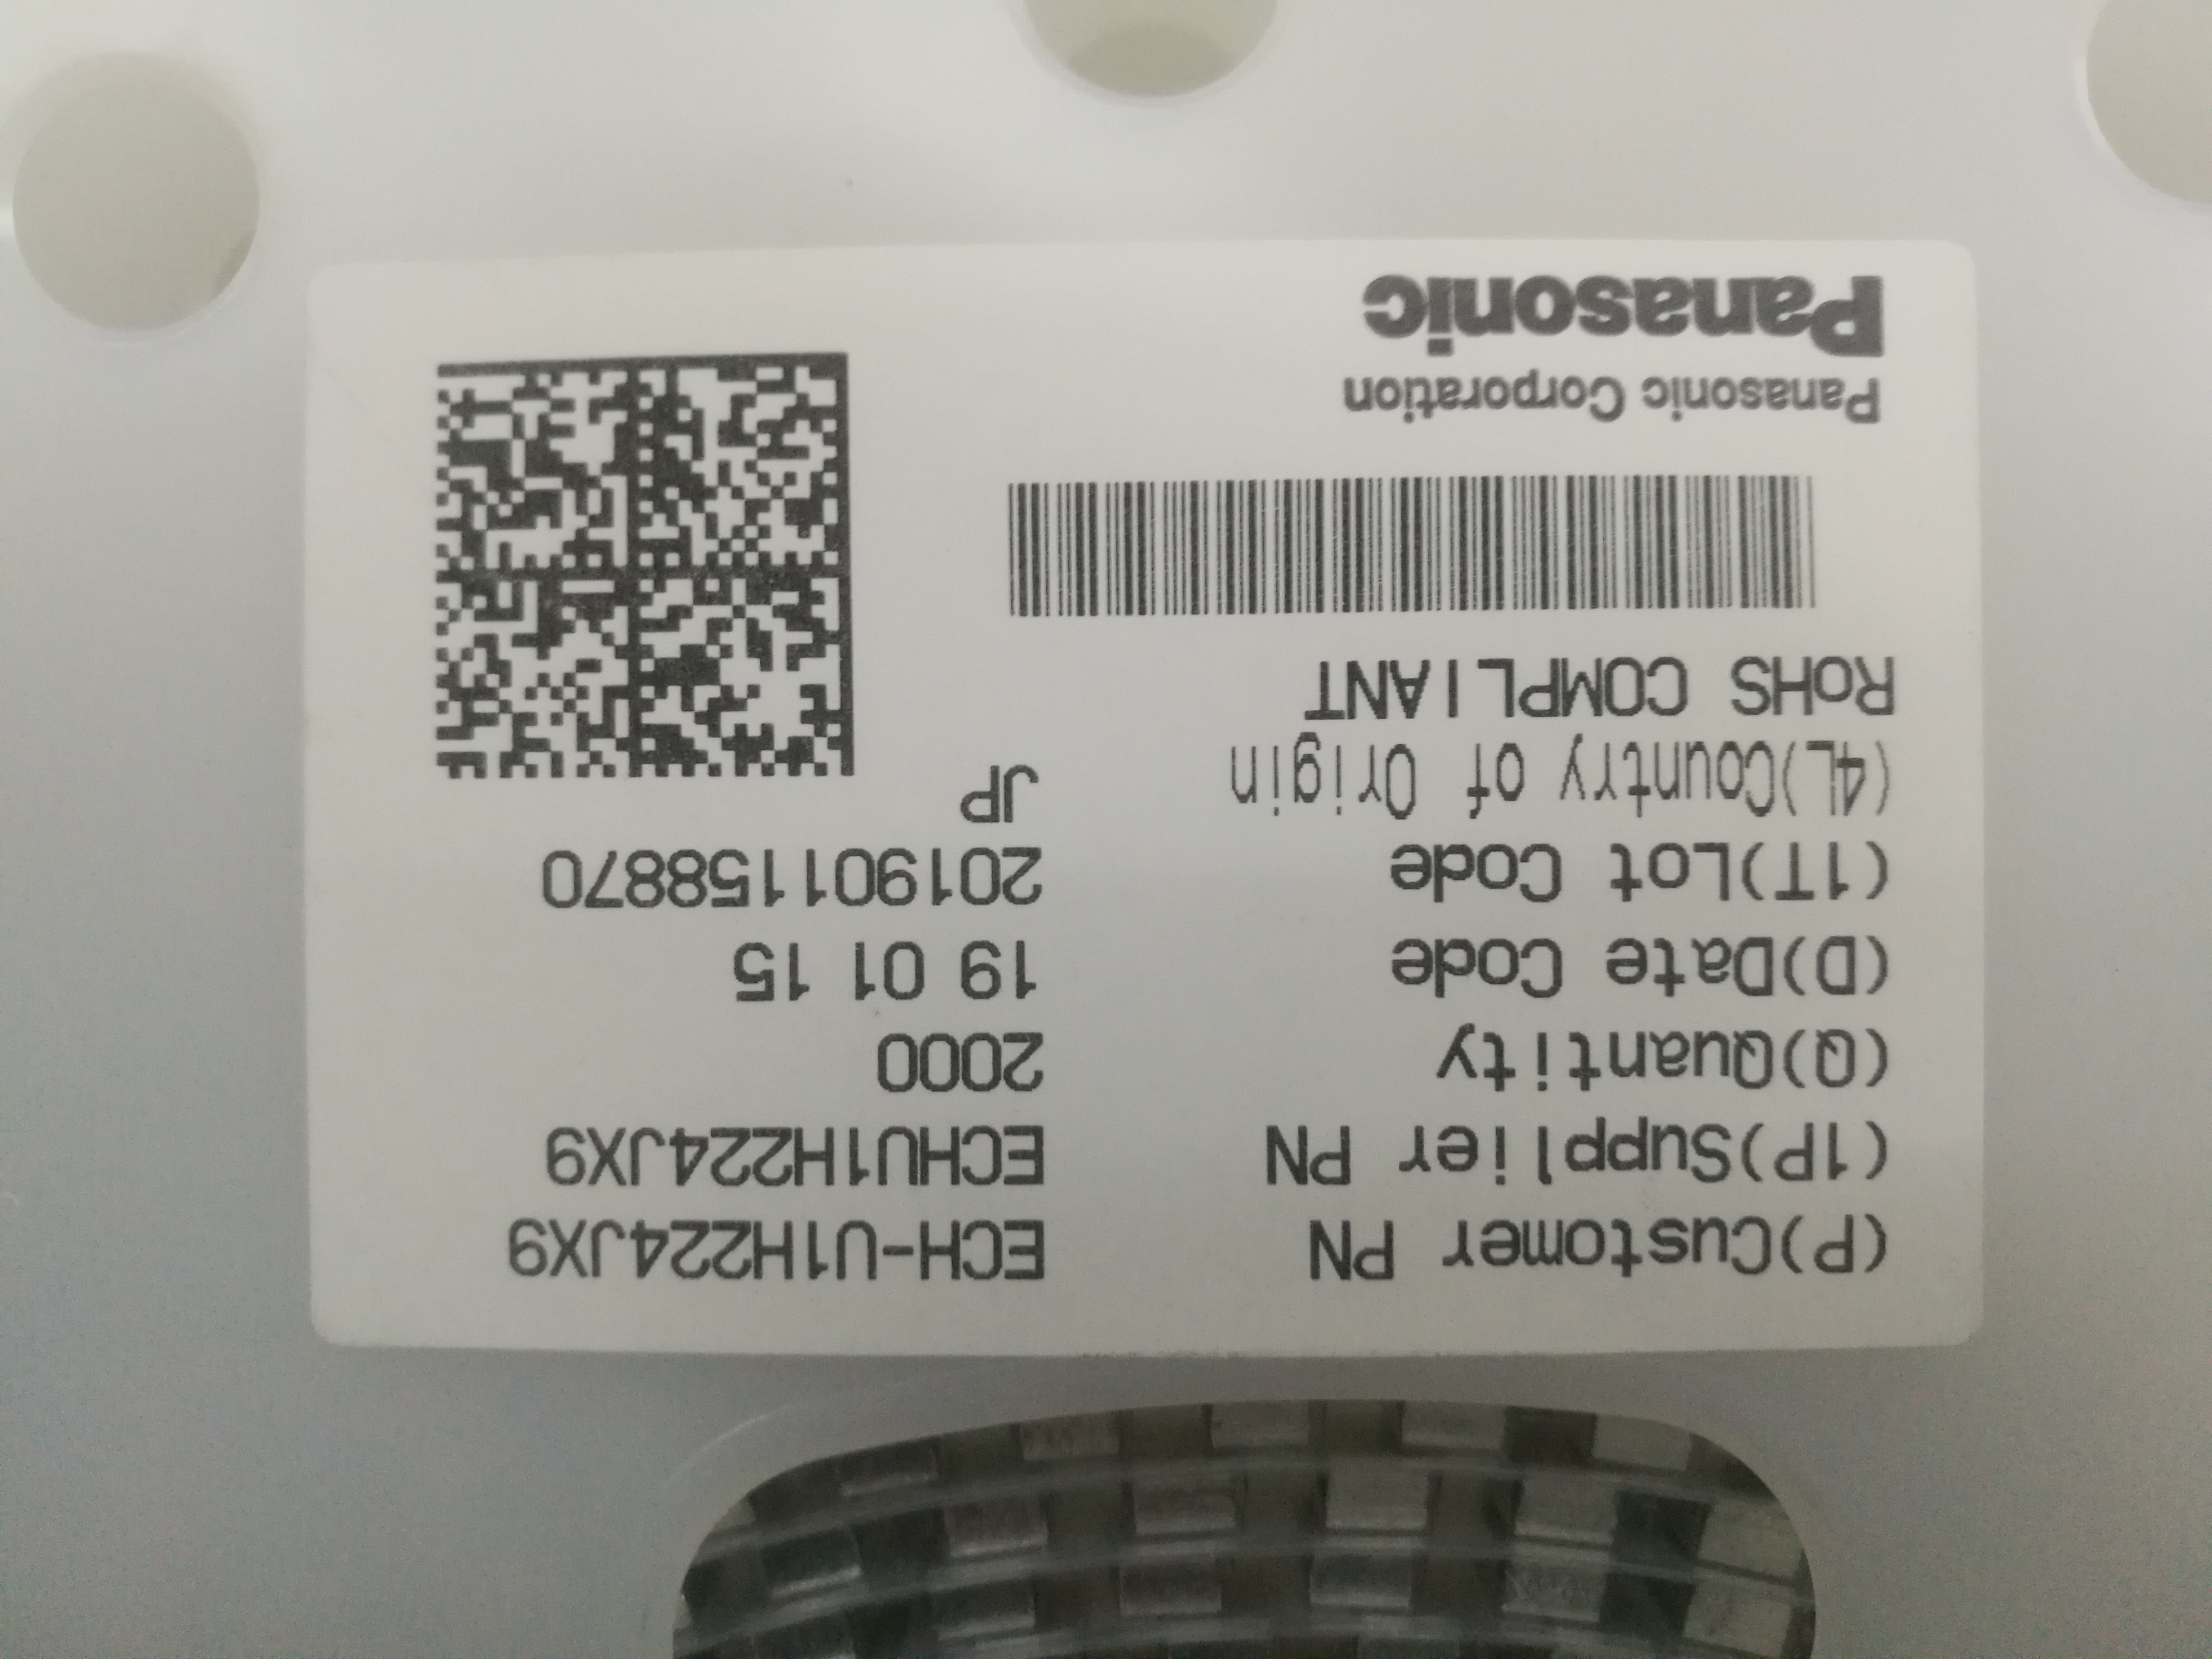 (P)Customer PN ECH-U1H224JX9
(1P)Supplier PN ECHU1H224JX9
(Q)Quantity 2000
(D)Date Code 19 01 15
(1T)Lot Code 201901158870
(4L)Country of Origin JP
RoHS COMPLIANT
Panasonic Corporation
Panasonic